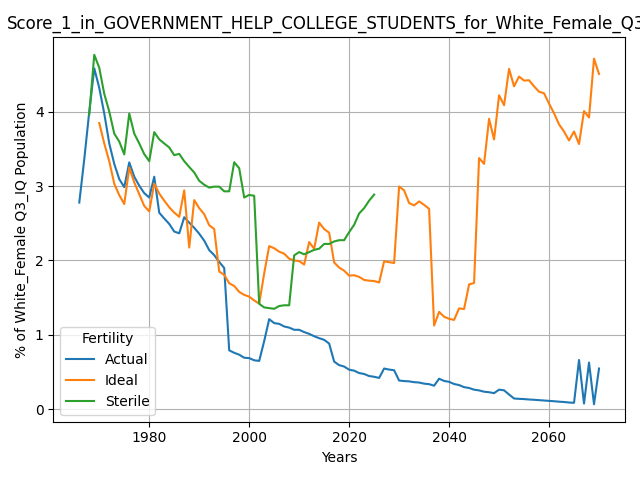 Score_1_in_GOVERNMENT_HELP_COLLEGE_STUDENTS_for_White_Female_Q3
% of White_Female Q3_IQ Population
4
3
2
1
0
Fertility
Actual
Ideal
Sterile
1980
2000
2020
2040
2060
Years